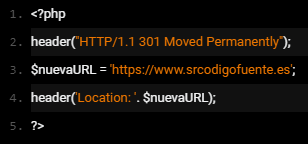 1. <?php
2. header("HTTP/1.1 301 Moved Permanently");
3. $nuevaURL = 'https://www.srcodigofuente.es';
4. header('Location: '. $nuevaURL);
5. ?>